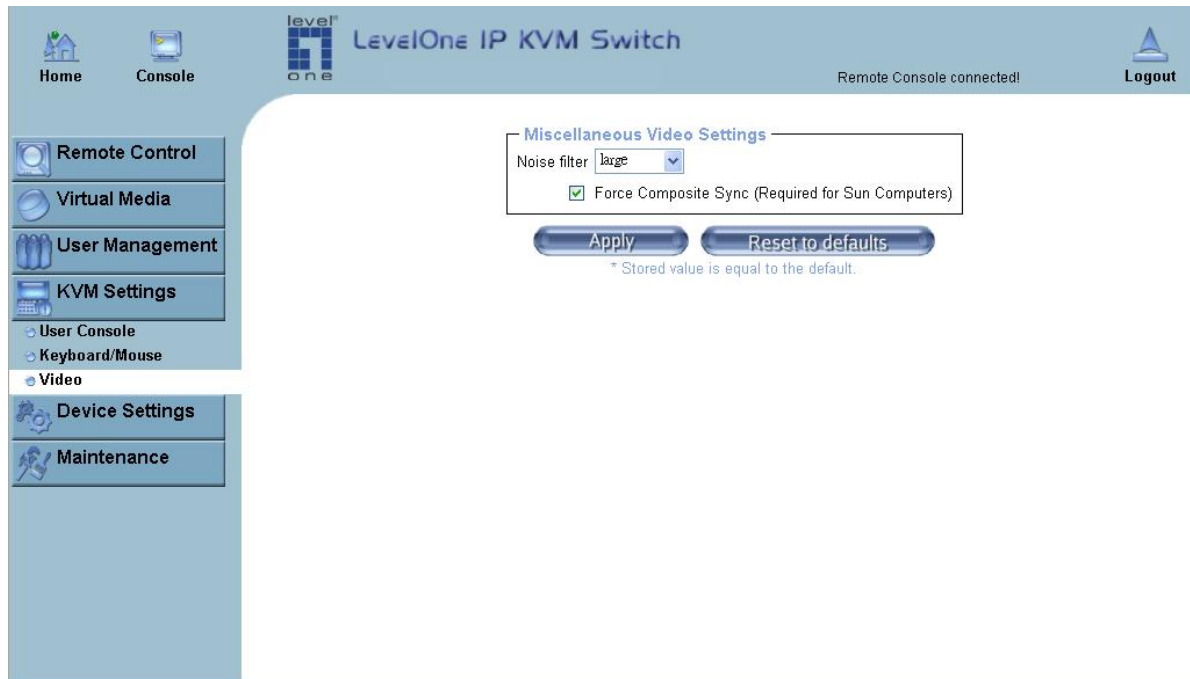 level
one
LevelOne IP KVM Switch
Home
Console
Remote Console connected!
Logout
Remote Control
Virtual Media
User Management
KVM Settings
User Console
Keyboard/Mouse
Video
Device Settings
Maintenance
Miscellaneous Video Settings
Noise filter large
Force Composite Sync (Required for Sun Computers)
Apply
Reset to defaults
* Stored value is equal to the default.